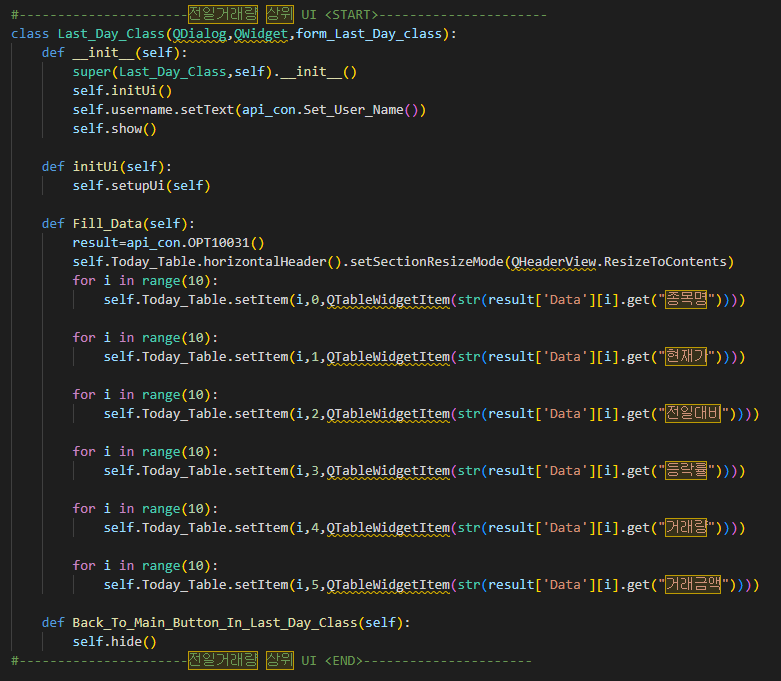 #----------------------전일거래량 상위 UI <START>----------------------
class Last_Day_Class(QDialog,QWidget,form_Last_Day_class):
    def __init__(self):
        super(Last_Day_Class,self).__init__()
        self.initUi()
        self.username.setText(api_con.Set_User_Name())
        self.show()

    def initUi(self):
        self.setupUi(self)

    def Fill_Data(self):
        result=api_con.OPT10031()
        self.Today_Table.horizontalHeader().setSectionResizeMode(QHeaderView.ResizeToContents)
        for i in range(10):
            self.Today_Table.setItem(i,0,QTableWidgetItem(str(result['Data'][i].get("종목명"))))

        for i in range(10):
            self.Today_Table.setItem(i,1,QTableWidgetItem(str(result['Data'][i].get("현재가"))))

        for i in range(10):
            self.Today_Table.setItem(i,2,QTableWidgetItem(str(result['Data'][i].get("전일대비"))))

        for i in range(10):
            self.Today_Table.setItem(i,3,QTableWidgetItem(str(result['Data'][i].get("등락률"))))

        for i in range(10):
            self.Today_Table.setItem(i,4,QTableWidgetItem(str(result['Data'][i].get("거래량"))))

        for i in range(10):
            self.Today_Table.setItem(i,5,QTableWidgetItem(str(result['Data'][i].get("거래금액"))))

    def Back_To_Main_Button_In_Last_Day_Class(self):
        self.hide()
#----------------------전일거래량 상위 UI <END>----------------------